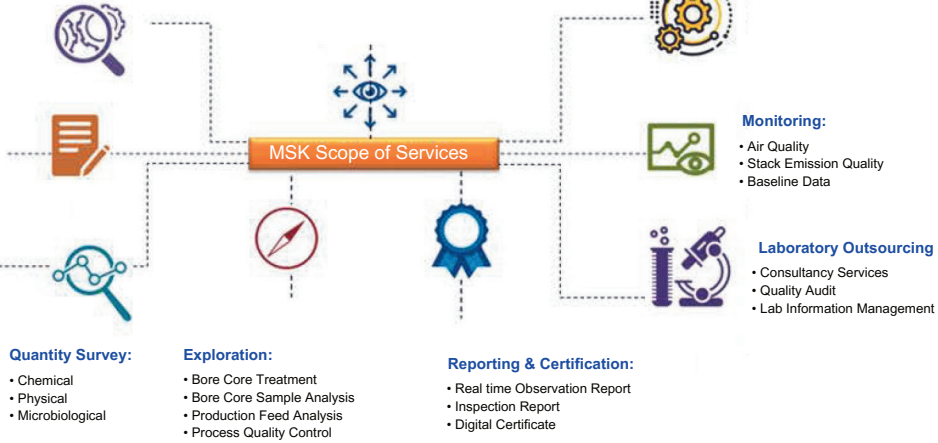 MSK Scope of Services
Monitoring:
• Air Quality
• Stack Emission Quality
• Baseline Data
Laboratory Outsourcing
• Consultancy Services
• Quality Audit
• Lab Information Management
Quantity Survey:
• Chemical
• Physical
• Microbiological
Exploration:
• Bore Core Treatment
• Bore Core Sample Analysis
• Production Feed Analysis
• Process Quality Control
Reporting & Certification:
• Real time Observation Report
• Inspection Report
• Digital Certificate